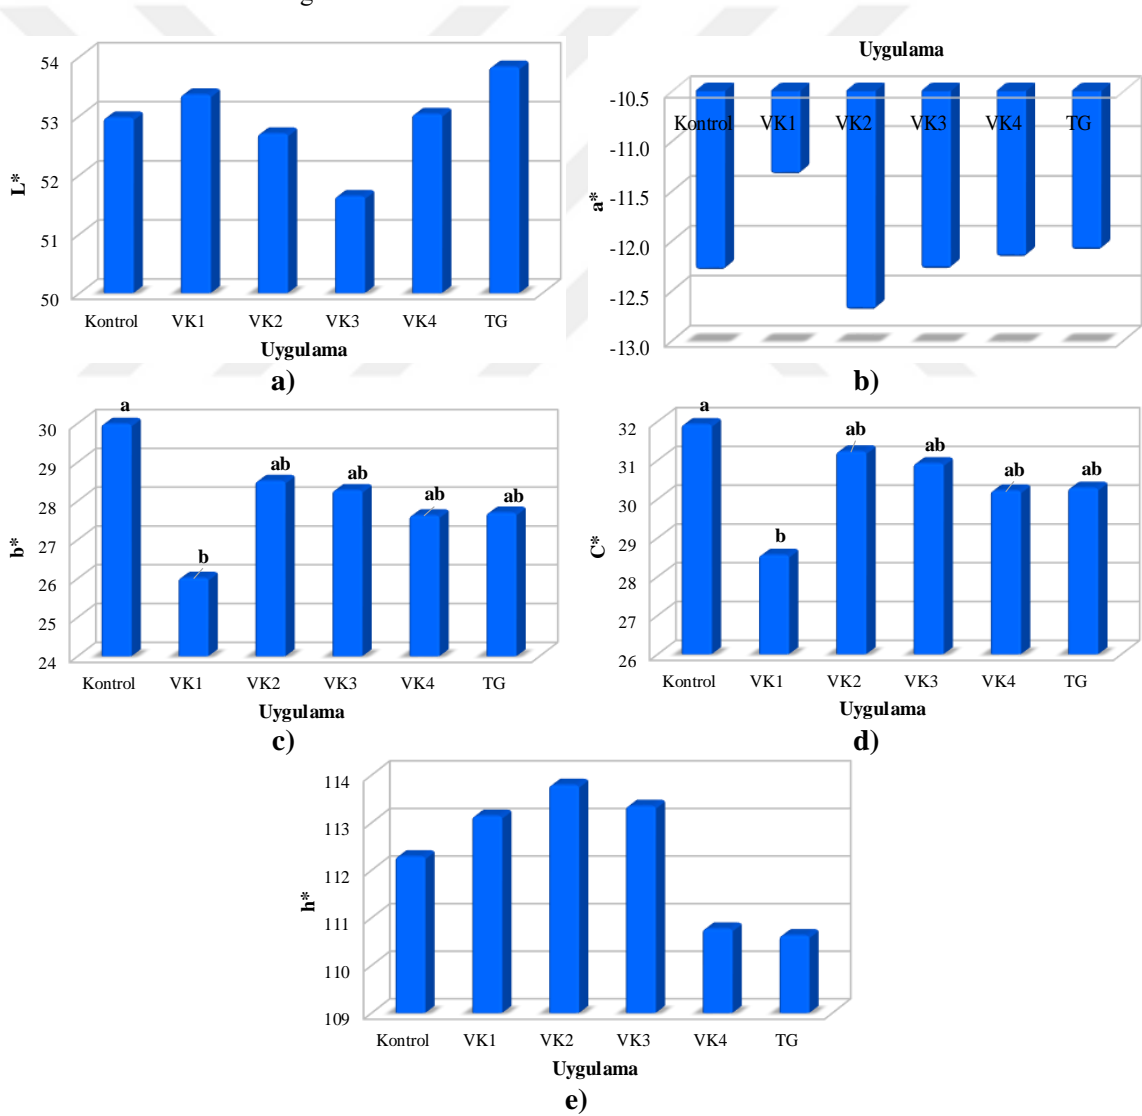 54
53
52
51
50
L*
Kontrol VK1 VK2 VK3 VK4 TG
Uygulama
a)
Uygulama
-10.5
-11.0
-11.5
-12.0
-12.5
-13.0
a*
Kontrol VK1 VK2 VK3 VK4 TG
b)
30
29
28
27
26
25
24
b*
a b ab ab ab ab
Kontrol VK1 VK2 VK3 VK4 TG
Uygulama
c)
32
31
30
29
28
27
26
C*
a b ab ab ab ab
Kontrol VK1 VK2 VK3 VK4 TG
Uygulama
d)
114
113
112
111
110
109
h*
Kontrol VK1 VK2 VK3 VK4 TG
Uygulama
e)